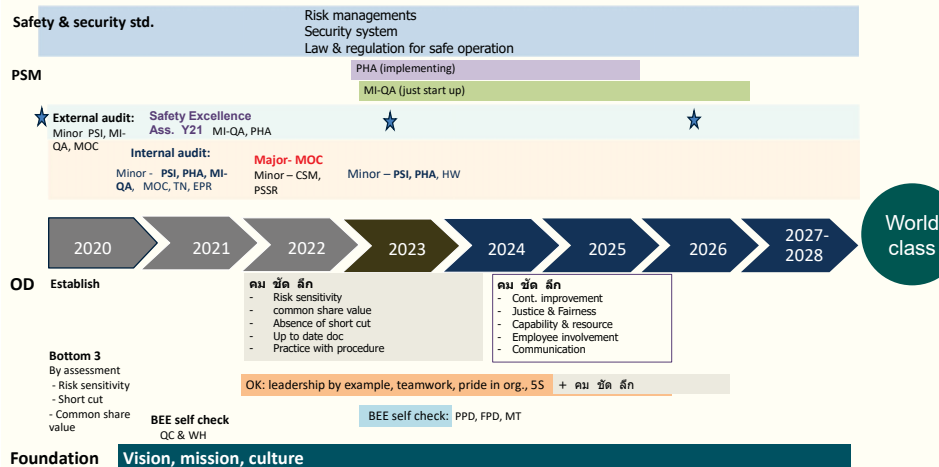 Safety & security std.
Risk managements
Security system
Law & regulation for safe operation
PSM
PHA (implementing)
MI-QA (just start up)
External audit:
Minor PSI, MI-
QA, MOC
Safety Excellence
Ass. Y21 MI-QA, PHA
Internal audit:
Minor - PSI, PHA, MI-
QA, MOC, TN, EPR
Major- MOC
Minor – CSM,
PSSR
Minor – PSI, PHA, HW
2020
2021
2022
2023
2024
2025
2026
2027-
2028
World
class
OD
Establish
คม ชัด ลึก
- Risk sensitivity
- common share value
- Absence of short cut
- Up to date doc
- Practice with procedure
คม ชัด ลึก
- Cont. improvement
- Justice & Fairness
- Capability & resource
- Employee involvement
- Communication
Bottom 3
By assessment
- Risk sensitivity
- Short cut
- Common share
value
OK: leadership by example, teamwork, pride in org., 5S
+ คม ชัด ลึก
BEE self check
QC & WH
BEE self check: PPD, FPD, MT
Foundation
Vision, mission, culture